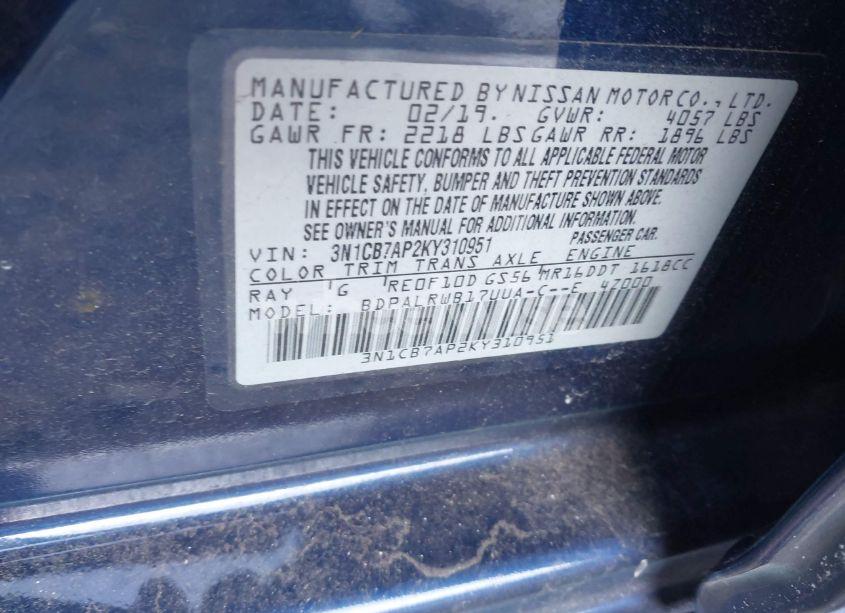 MANUFACTURED BY NISSAN MOTOR CO., LTD.
DATE: 02/19. GVWR: 4057 LBS
GAWR FR: 2218 LBS GAWR RR: 1896 LBS
THIS VEHICLE CONFORMS TO ALL APPLICABLE FEDERAL MOTOR
VEHICLE SAFETY, BUMPER AND THEFT PREVENTION STANDARDS
IN EFFECT ON THE DATE OF MANUFACTURE SHOWN ABOVE.
SEE OWNER'S MANUAL FOR ADDITIONAL INFORMATION.
VIN: 3N1CB7AP2KY310951 PASSENGER CAR.
COLOR TRIM TRANS AXLE ENGINE
RAY G RE0F10D GS56 MR16DDT 1618CC
MODEL: BDPALRWB17UUA-C--E 4Z000
3N1CB7AP2KY310951